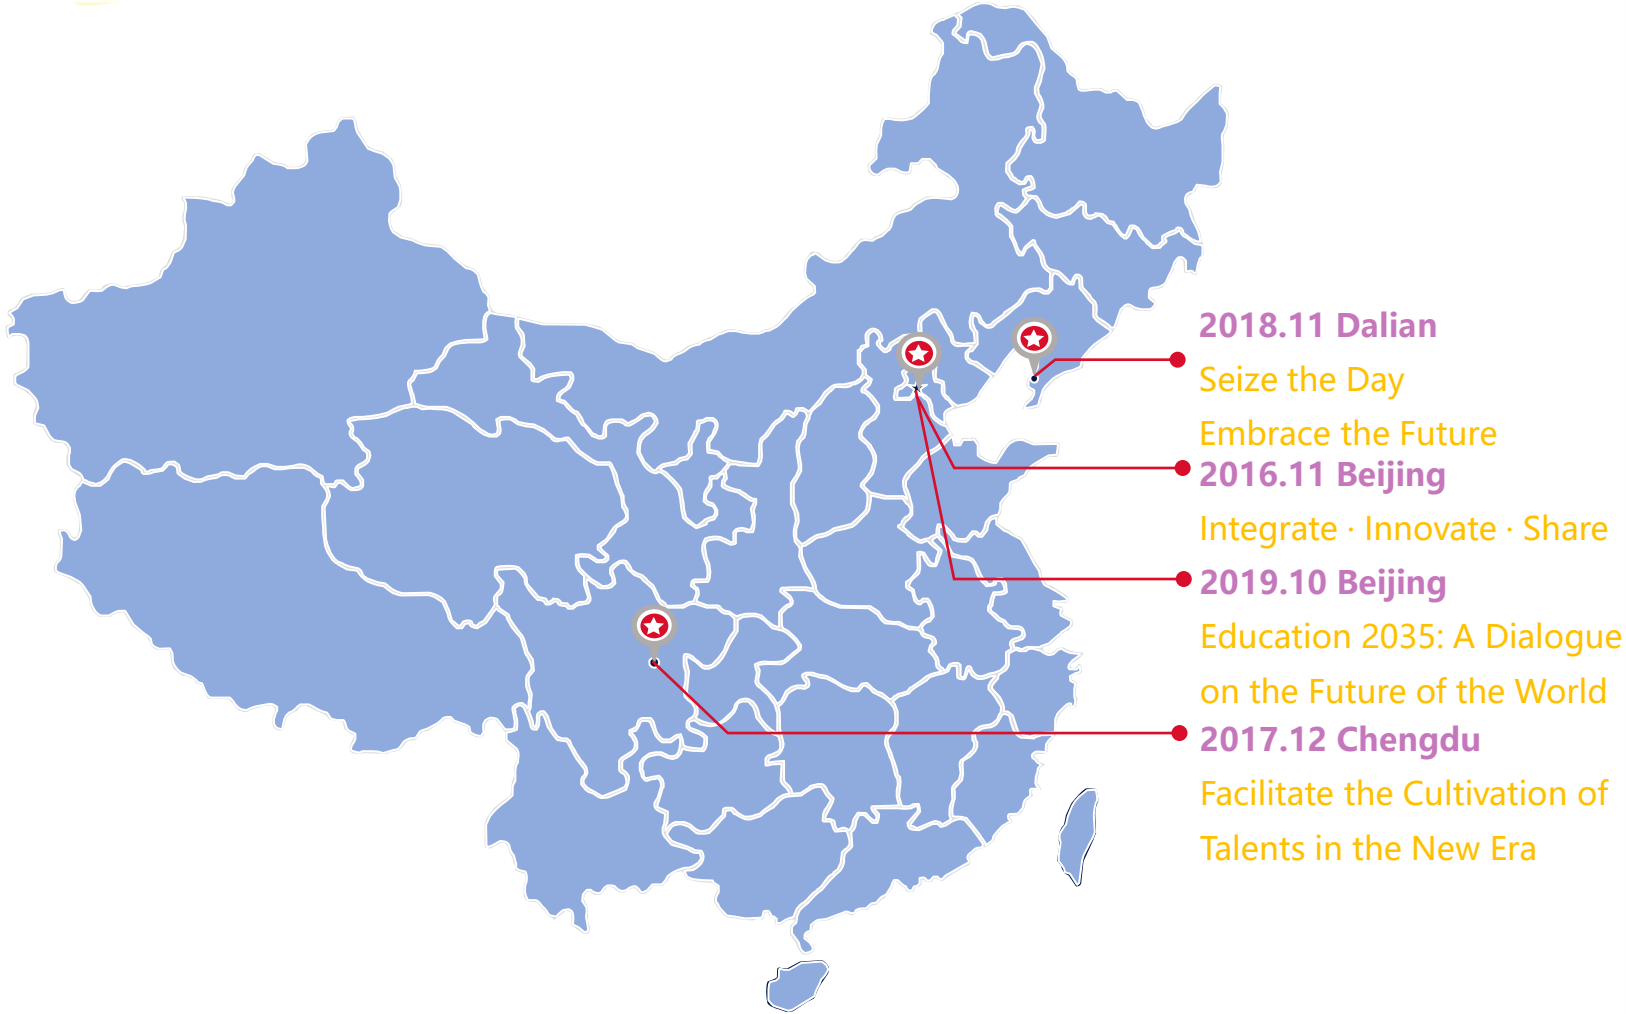 2018.11 Dalian
Seize the Day
Embrace the Future
2016.11 Beijing
Integrate · Innovate · Share
2019.10 Beijing
Education 2035: A Dialogue
on the Future of the World
2017.12 Chengdu
Facilitate the Cultivation of
Talents in the New Era